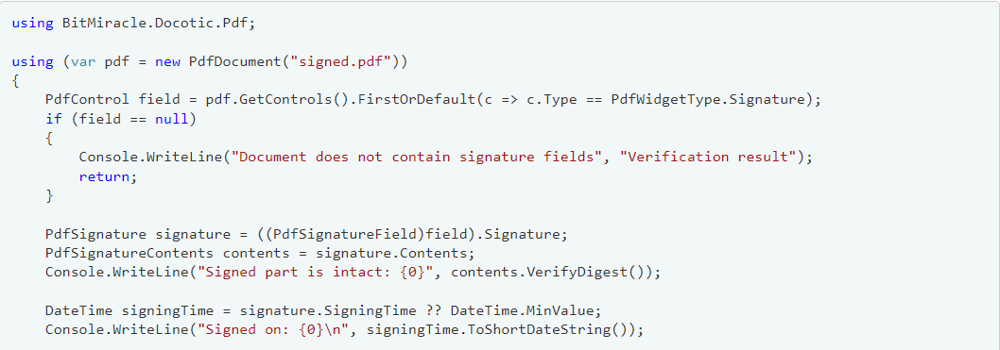 using BitMiracle.Docotic.Pdf;
using (var pdf = new PdfDocument("signed.pdf"))
{
    PdfControl field = pdf.GetControls().FirstOrDefault(c => c.Type == PdfWidgetType.Signature);
    if (field == null)
    {
        Console.WriteLine("Document does not contain signature fields", "Verification result");
        return;
    }
    PdfSignature signature = ((PdfSignatureField)field).Signature;
    PdfSignatureContents contents = signature.Contents;
    Console.WriteLine("Signed part is intact: {0}", contents.VerifyDigest());
    DateTime signingTime = signature.SigningTime ?? DateTime.MinValue;
    Console.WriteLine("Signed on: {0}\n", signingTime.ToShortDateString());